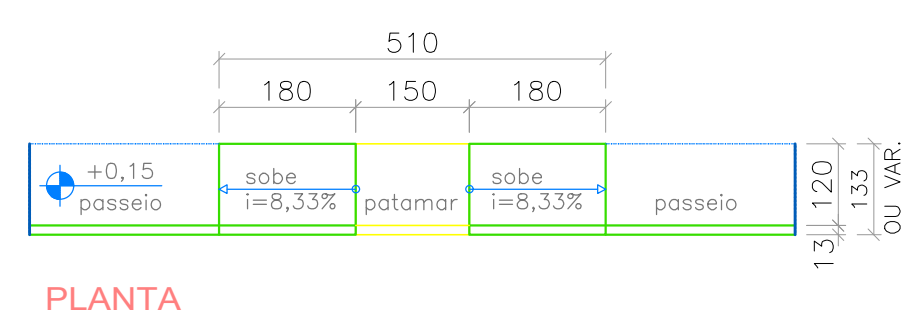 510
180
150
180
+0,15
passeio
sobe
i=8,33%
patamar
sobe
i=8,33%
passeio
120
13
133
OU VAR.
PLANTA